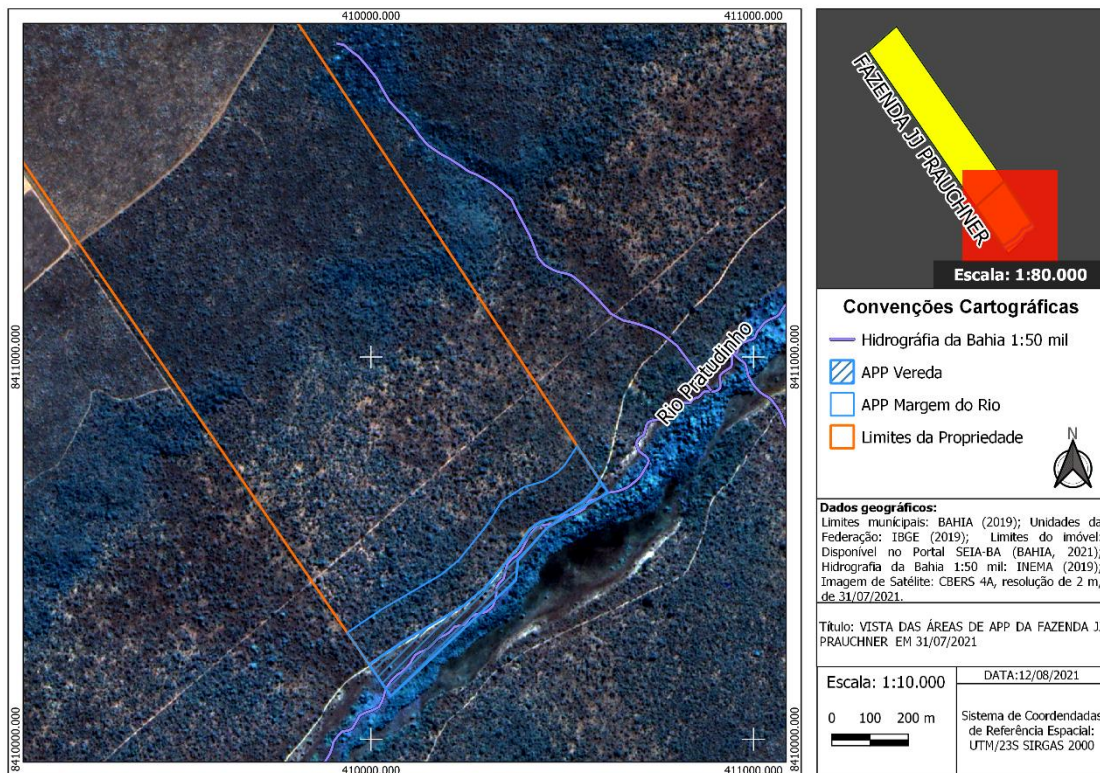 410000.000
411000.000
8411000.000
8411000.000
Rio Pratudinho
8410000.000
8410000.000
410000.000
411000.000
FAZENDA JJ PRAUCHNER
Escala: 1:80.000
Convenções Cartográficas
Hidrográfia da Bahia 1:50 mil
APP Vereda
APP Margem do Rio
Limites da Propriedade
N
Dados geográficos:
Limites municipais: BAHIA (2019); Unidades da
Federação: IBGE (2019); Limites do imóvel:
Disponível no Portal SEIA-BA (BAHIA, 2021);
Hidrografia da Bahia 1:50 mil: INEMA (2019);
Imagem de Satélite: CBERS 4A, resolução de 2 m,
de 31/07/2021.
Título: VISTA DAS ÁREAS DE APP DA FAZENDA J
PRAUCHNER EM 31/07/2021
Escala: 1:10.000
0 100 200 m
DATA:12/08/2021
Sistema de Coordendadas
de Referência Espacial:
UTM/23S SIRGAS 2000